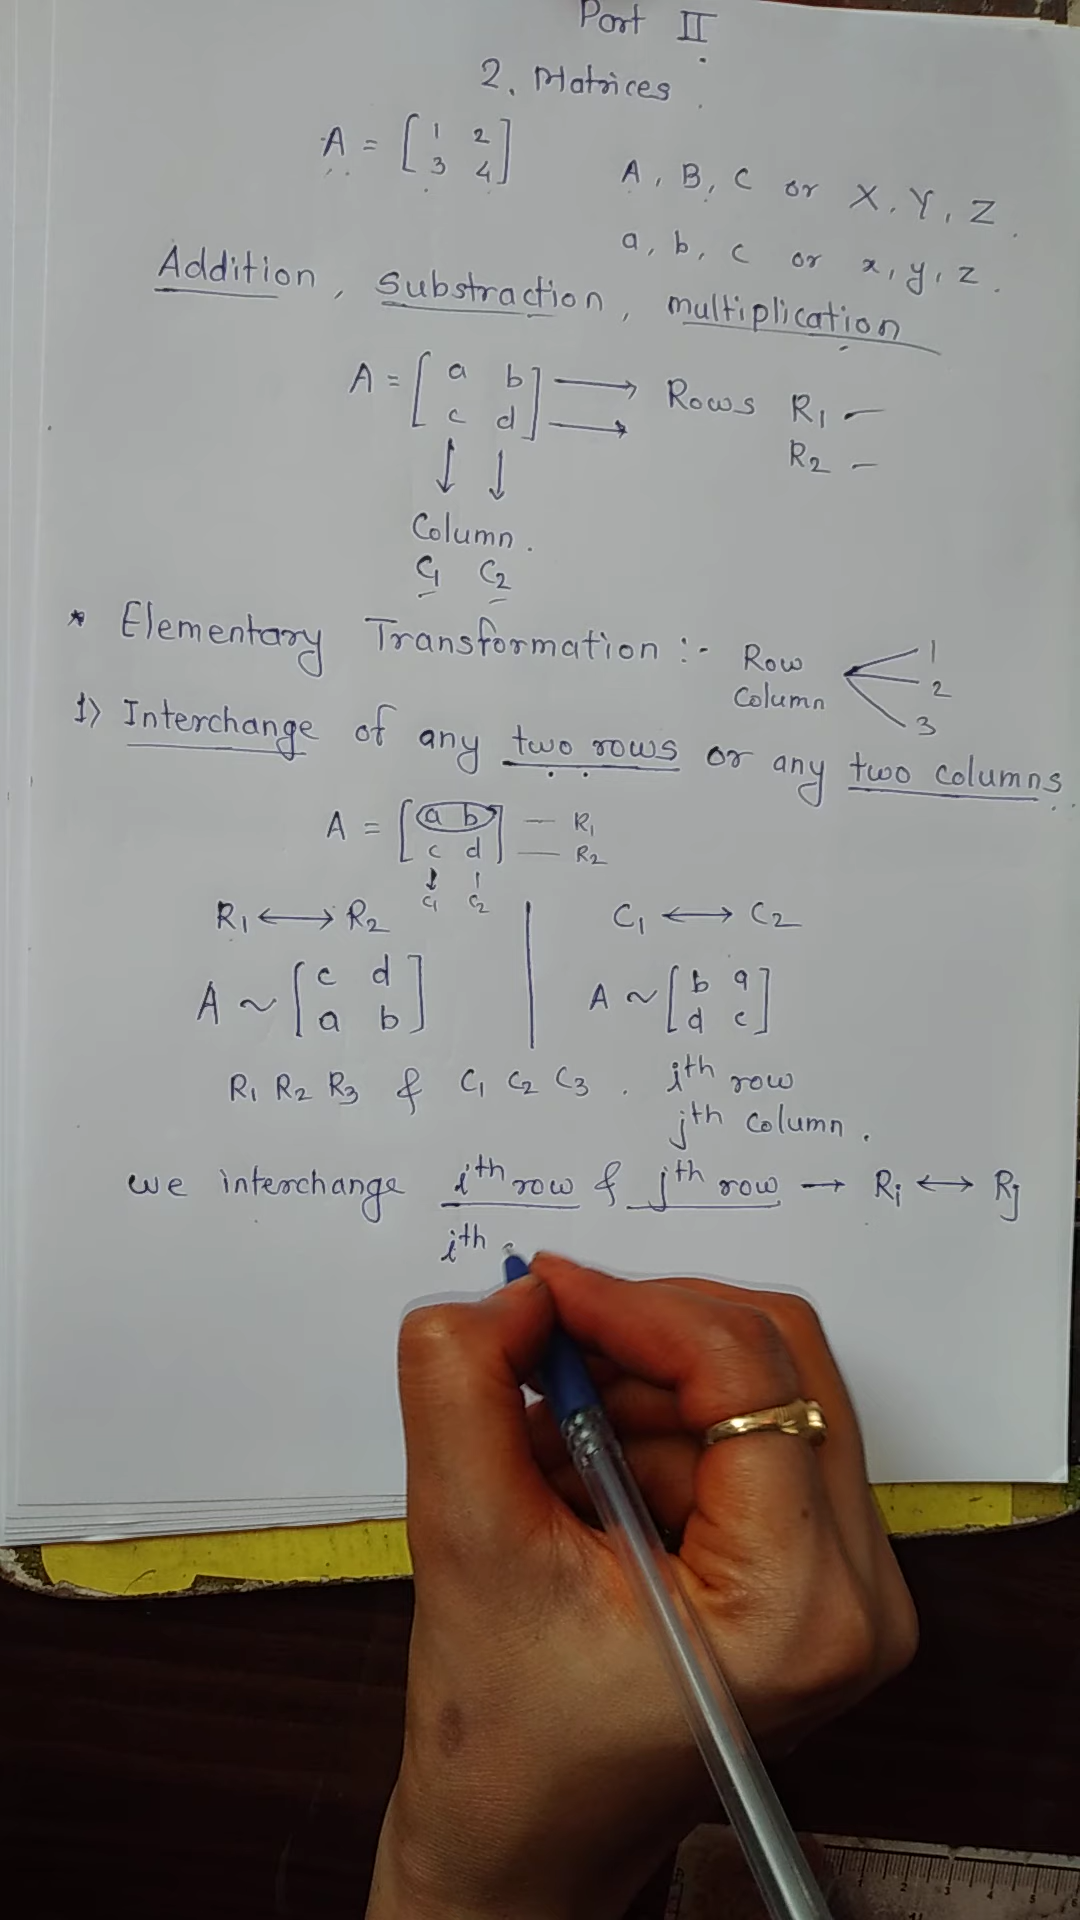 Part II
2. Matrices
A = [ 1 2
3 4 ]
A, B, C or X, Y, Z.
a, b, c or x, y, z.
Addition, Substraction, multiplication
A = [ a b
c d ]
Rows R1 –
R2 –
Column.
C1 C2
* Elementary Transformation :-
Row
Column
1
2
3
1) Interchange of any two rows or any two columns.
A = [ a b ] — R1
[ c d ] — R2
C1 C2
R1 ↔ R2
C1 ↔ C2
A ~ [ c d
a b ]
A ~ [ b a
d c ]
R1 R2 R3 & C1 C2 C3.
ith row
jth column.
we interchange ith row & jth row → Ri ↔ Rj
ith